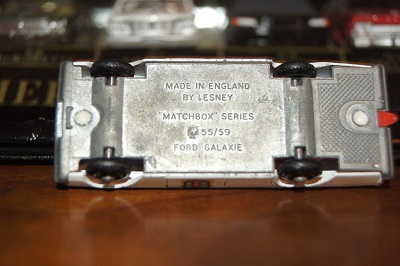 MADE IN ENGLAND
BY LESNEY
"MATCHBOX" SERIES
55/59
FORD GALAXIE